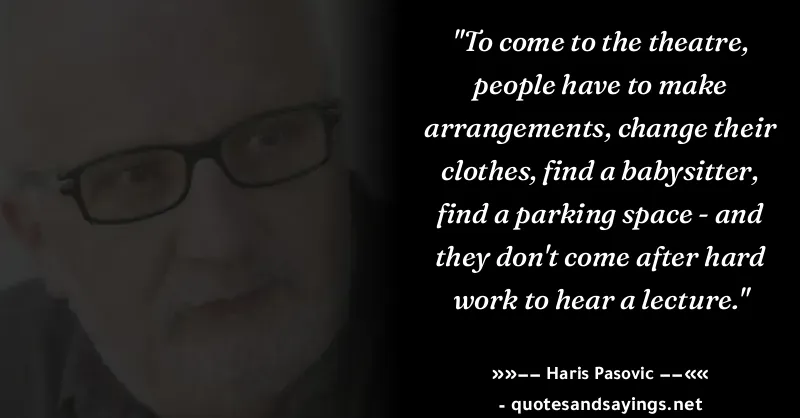 "To come to the theatre,
people have to make
arrangements, change their
clothes, find a babysitter,
find a parking space - and
they don't come after hard
work to hear a lecture."
»»−− Haris Pasovic −−««
- quotesandsayings.net